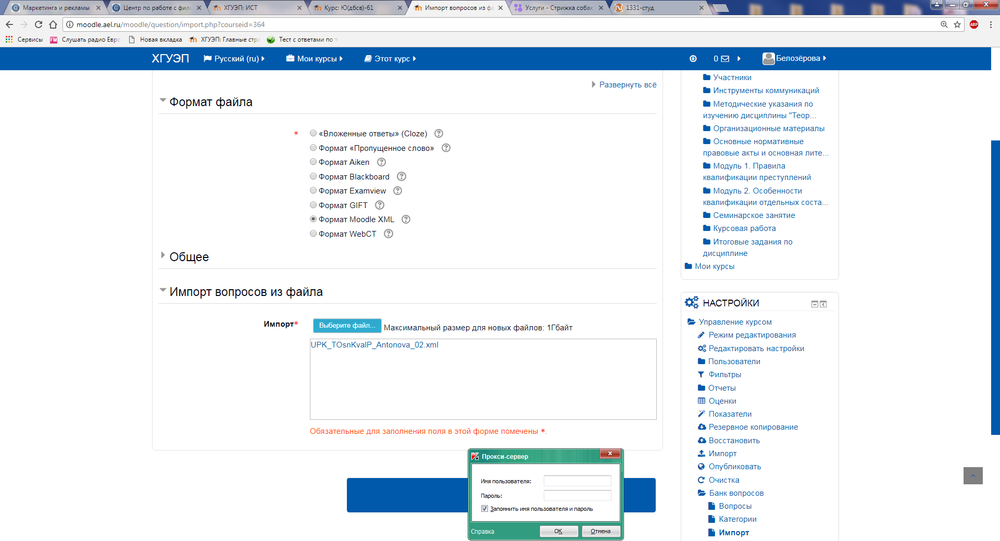 Маркетинга и рекламы
Центр по работе с фил
ХГУЭП: ИСТ
Курс: Ю(дбсв)-61
Импорт вопросов из фа
Услуги - Стрижка собак
1331-студ
moodle.ael.ru/moodle/question/import.php?courseid=364
ABP
Сервисы
FM Слушать радио Евро
Новая вкладка
ХГУЭП: Главные стра
Тест с ответами по т
ХГУЭП
Русский (ru)
Мои курсы
Этот курс
0
Белозёрова
Развернуть всё
Формат файла
* «Вложенные ответы» (Cloze)
Формат «Пропущенное слово»
Формат Aiken
Формат Blackboard
Формат Examview
Формат GIFT
Формат Moodle XML
Формат WebCT
Общее
Импорт вопросов из файла
Импорт*
Выберите файл...
Максимальный размер для новых файлов: 1Гбайт
UPK_TOsnKvalP_Antonova_02.xml
Обязательные для заполнения поля в этой форме помечены *.
Прокси-сервер
Имя пользователя:
Пароль:
Запомнить имя пользователя и пароль
Справка
ОК
Отмена
Участники
Инструменты коммуникаций
Методические указания по
изучению дисциплины "Теор...
Организационные материалы
Основные нормативные
правовые акты и основная лите...
Модуль 1. Правила
квалификации преступлений
Модуль 2. Особенности
квалификации отдельных соста...
Семинарское занятие
Курсовая работа
Итоговые задания по
дисциплине
Мои курсы
НАСТРОЙКИ
Управление курсом
Режим редактирования
Редактировать настройки
Пользователи
Фильтры
Отчеты
Оценки
Показатели
Резервное копирование
Восстановить
Импорт
Опубликовать
Очистка
Банк вопросов
Вопросы
Категории
Импорт